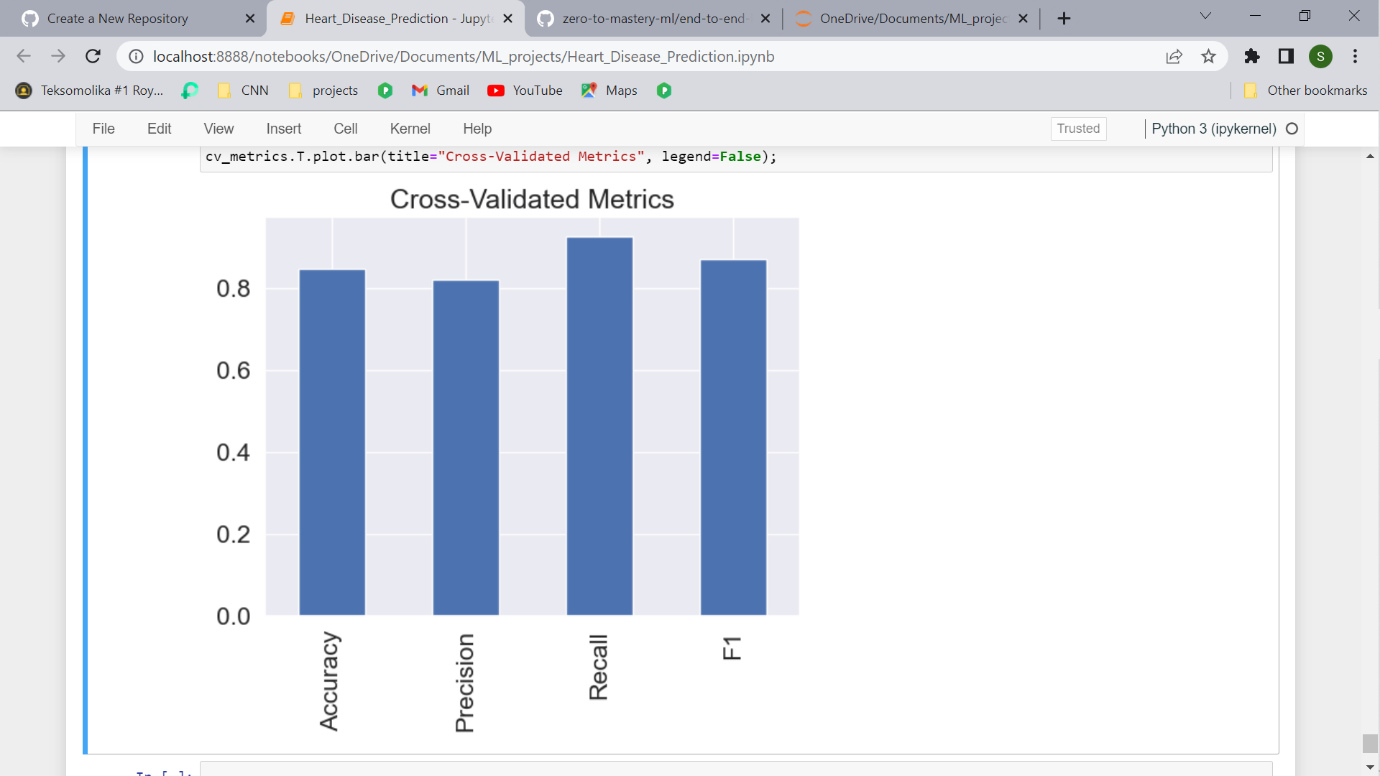 Create a New Repository
Heart_Disease_Prediction - Jupyt
zero-to-mastery-ml/end-to-end-
OneDrive/Documents/ML_projec
localhost:8888/notebooks/OneDrive/Documents/ML_projects/Heart_Disease_Prediction.ipynb
S
Teksomolika #1 Roy...
CNN
projects
Gmail
YouTube
Maps
Other bookmarks
File Edit View Insert Cell Kernel Help
Trusted
Python 3 (ipykernel)
cv_metrics.T.plot.bar(title="Cross-Validated Metrics", legend=False);
Cross-Validated Metrics
0.8
0.6
0.4
0.2
0.0
Accuracy
Precision
Recall
F1
In [ ]: